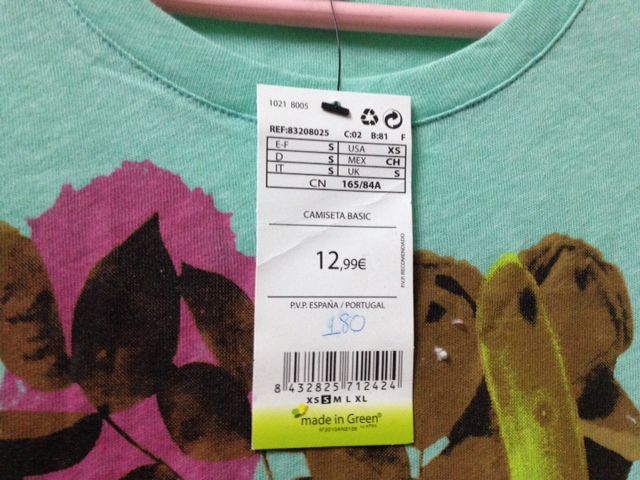 1021 8005
REF:83208025 C:02 B:81 F
E-F S USA XS
D S MEX CH
IT S UK S
CN 165/84A
CAMISETA BASIC
12,99€
P.V.P. RECOMENDADO
P.V.P. ESPAÑA / PORTUGAL
180
8 432825 712424
XS S M L XL
made in Green®